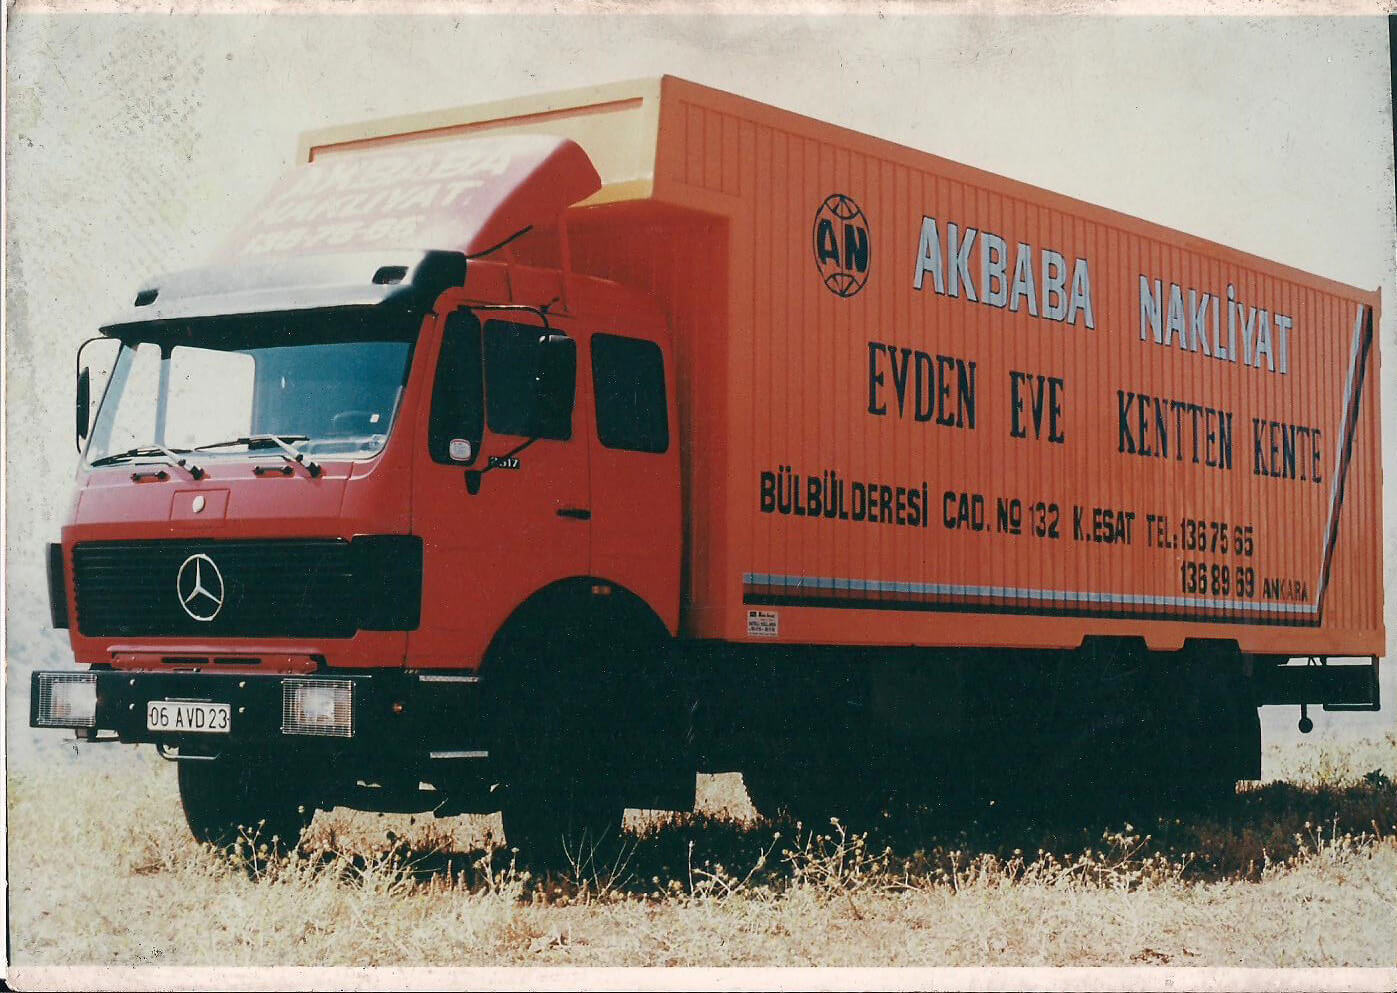 AKBABA
NAKLİYAT
AN
AKBABA NAKLİYAT
EVDEN EVE KENTTEN KENTE
BÜLBÜLDERESİ CAD. Nº 132 K.ESAT TEL: 136 75 65
136 89 69 ANKARA
06 AVD 23